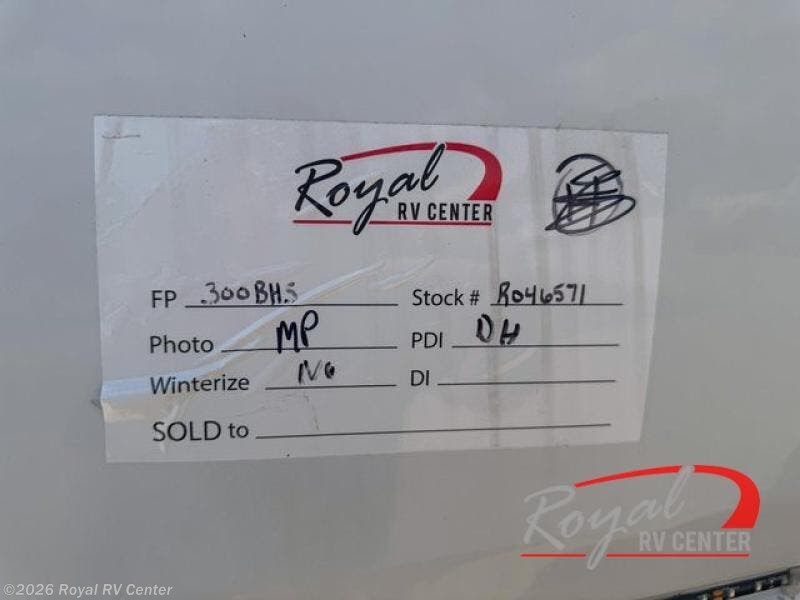 Royal
RV CENTER
FP .300BHS Stock # R046571
Photo MP PDI DH
Winterize NG DI
SOLD to
Royal
RV CENTER
©2026 Royal RV Center